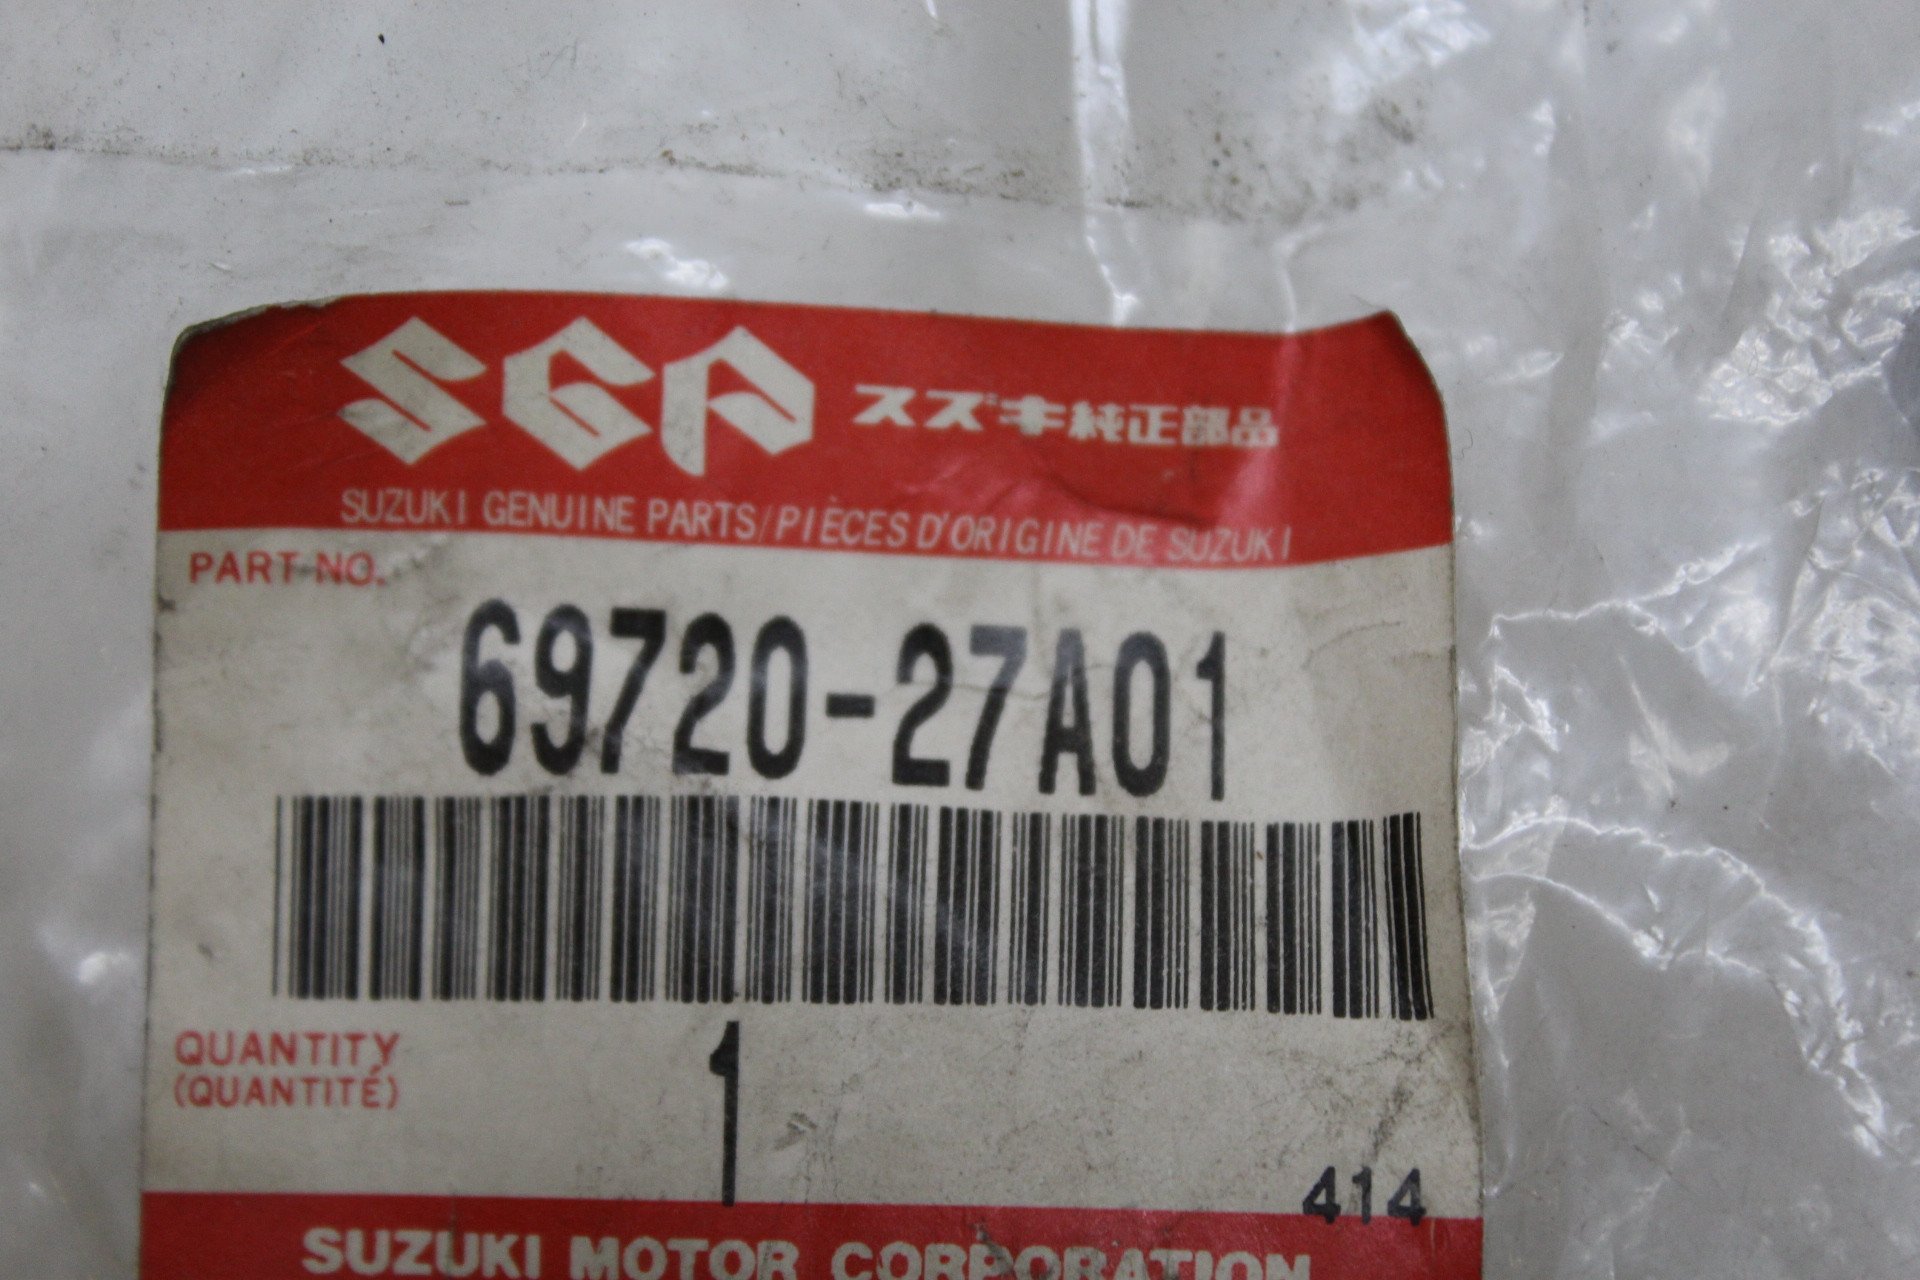 SGP スズキ純正部品
SUZUKI GENUINE PARTS/PIÈCES D'ORIGINE DE SUZUKI
PART NO.
69720-27A01
QUANTITY
(QUANTITÉ)
1
414
SUZUKI MOTOR CORPORATION